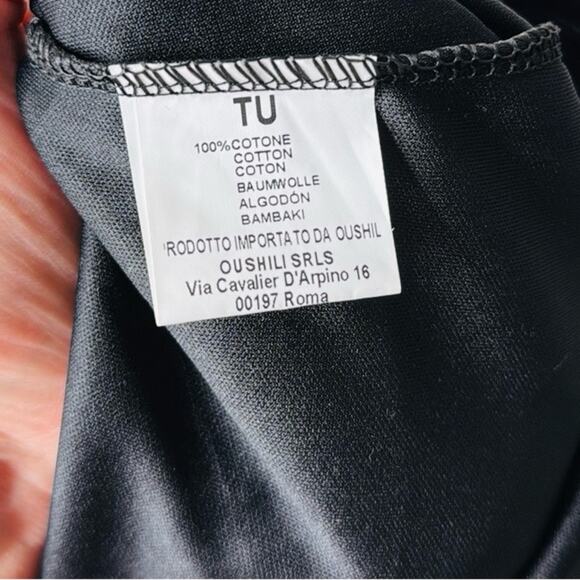 TU
100%COTONE
COTTON
COTON
BAUMWOLLE
ALGODÓN
BAMBAKI
RODOTTO IMPORTATO DA OUSHIL
OUSHILI SRLS
Via Cavalier D'Arpino 16
00197 Roma